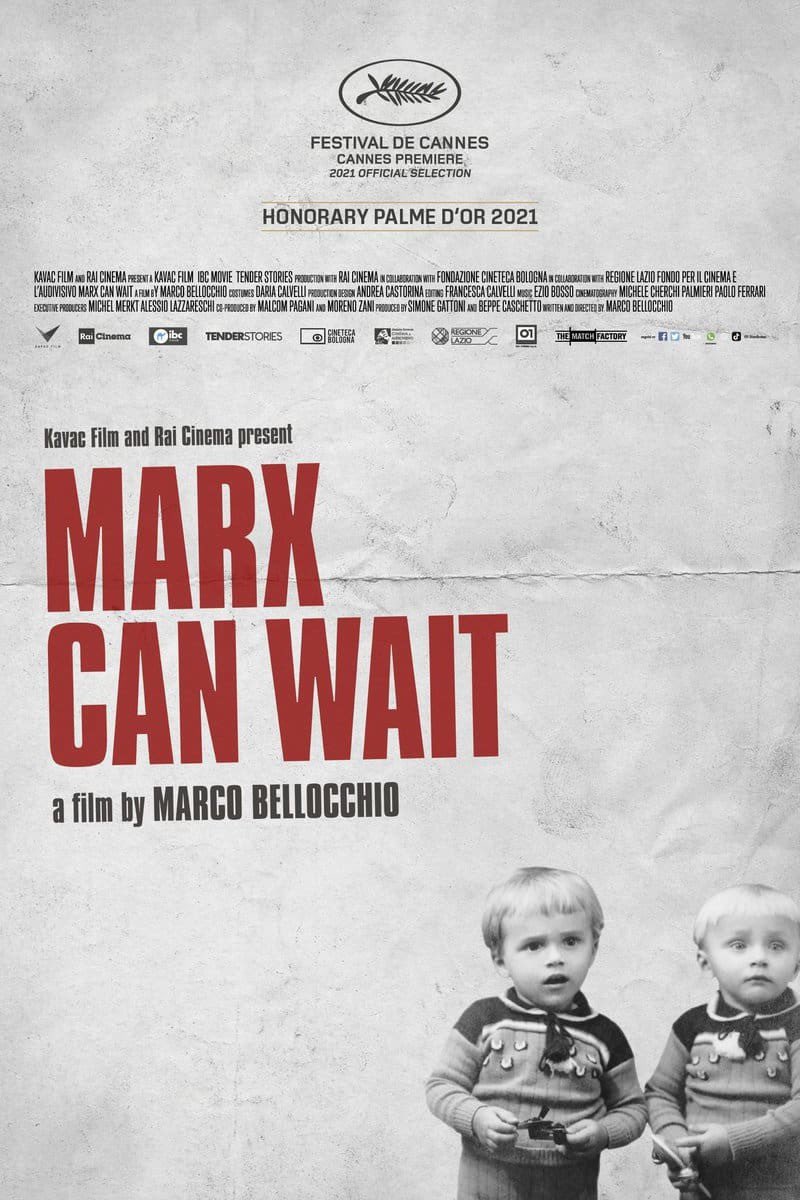 FESTIVAL DE CANNES
CANNES PREMIERE
2021 OFFICIAL SELECTION
HONORARY PALME D'OR 2021
KAVAC FILM AND RAI CINEMA PRESENT A KAVAC FILM IBC MOVIE TENDER STORIES PRODUCTION WITH RAI CINEMA IN COLLABORATION WITH FONDAZIONE CINETECA BOLOGNA IN COLLABORATION WITH REGIONE LAZIO FONDO PER IL CINEMA E
L'AUDIVISIVO MARX CAN WAIT A FILM BY MARCO BELLOCCHIO COSTUMES DARIA CALVELLI PRODUCTION DESIGN ANDREA CASTORINA EDITING FRANCESCA CALVELLI MUSIC EZIO BOSSO CINEMATOGRAPHY MICHELE CHERCHI PALMIERI PAOLO FERRARI
EXECUTIVE PRODUCERS MICHEL MERKT ALESSIO LAZZARESCHI CO-PRODUCED BY MALCOM PAGANI AND MORENO ZANI PRODUCED BY SIMONE GATTONI AND BEPPE CASCHETTO WRITTEN AND DIRECTED BY MARCO BELLOCCHIO
KAVAC FILM Rai Cinema ibc TENDERSTORIES CINETECA BOLOGNA REGIONE LAZIO 01 THE MATCH FACTORY
Kavac Film and Rai Cinema present
MARX
CAN WAIT
a film by MARCO BELLOCCHIO